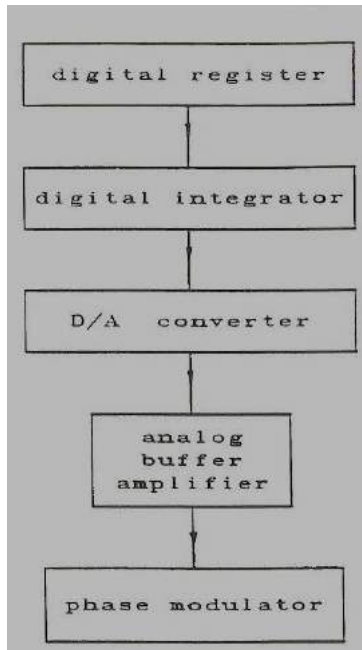 digital register
digital integrator
D/A converter
analog
buffer
amplifier
phase modulator